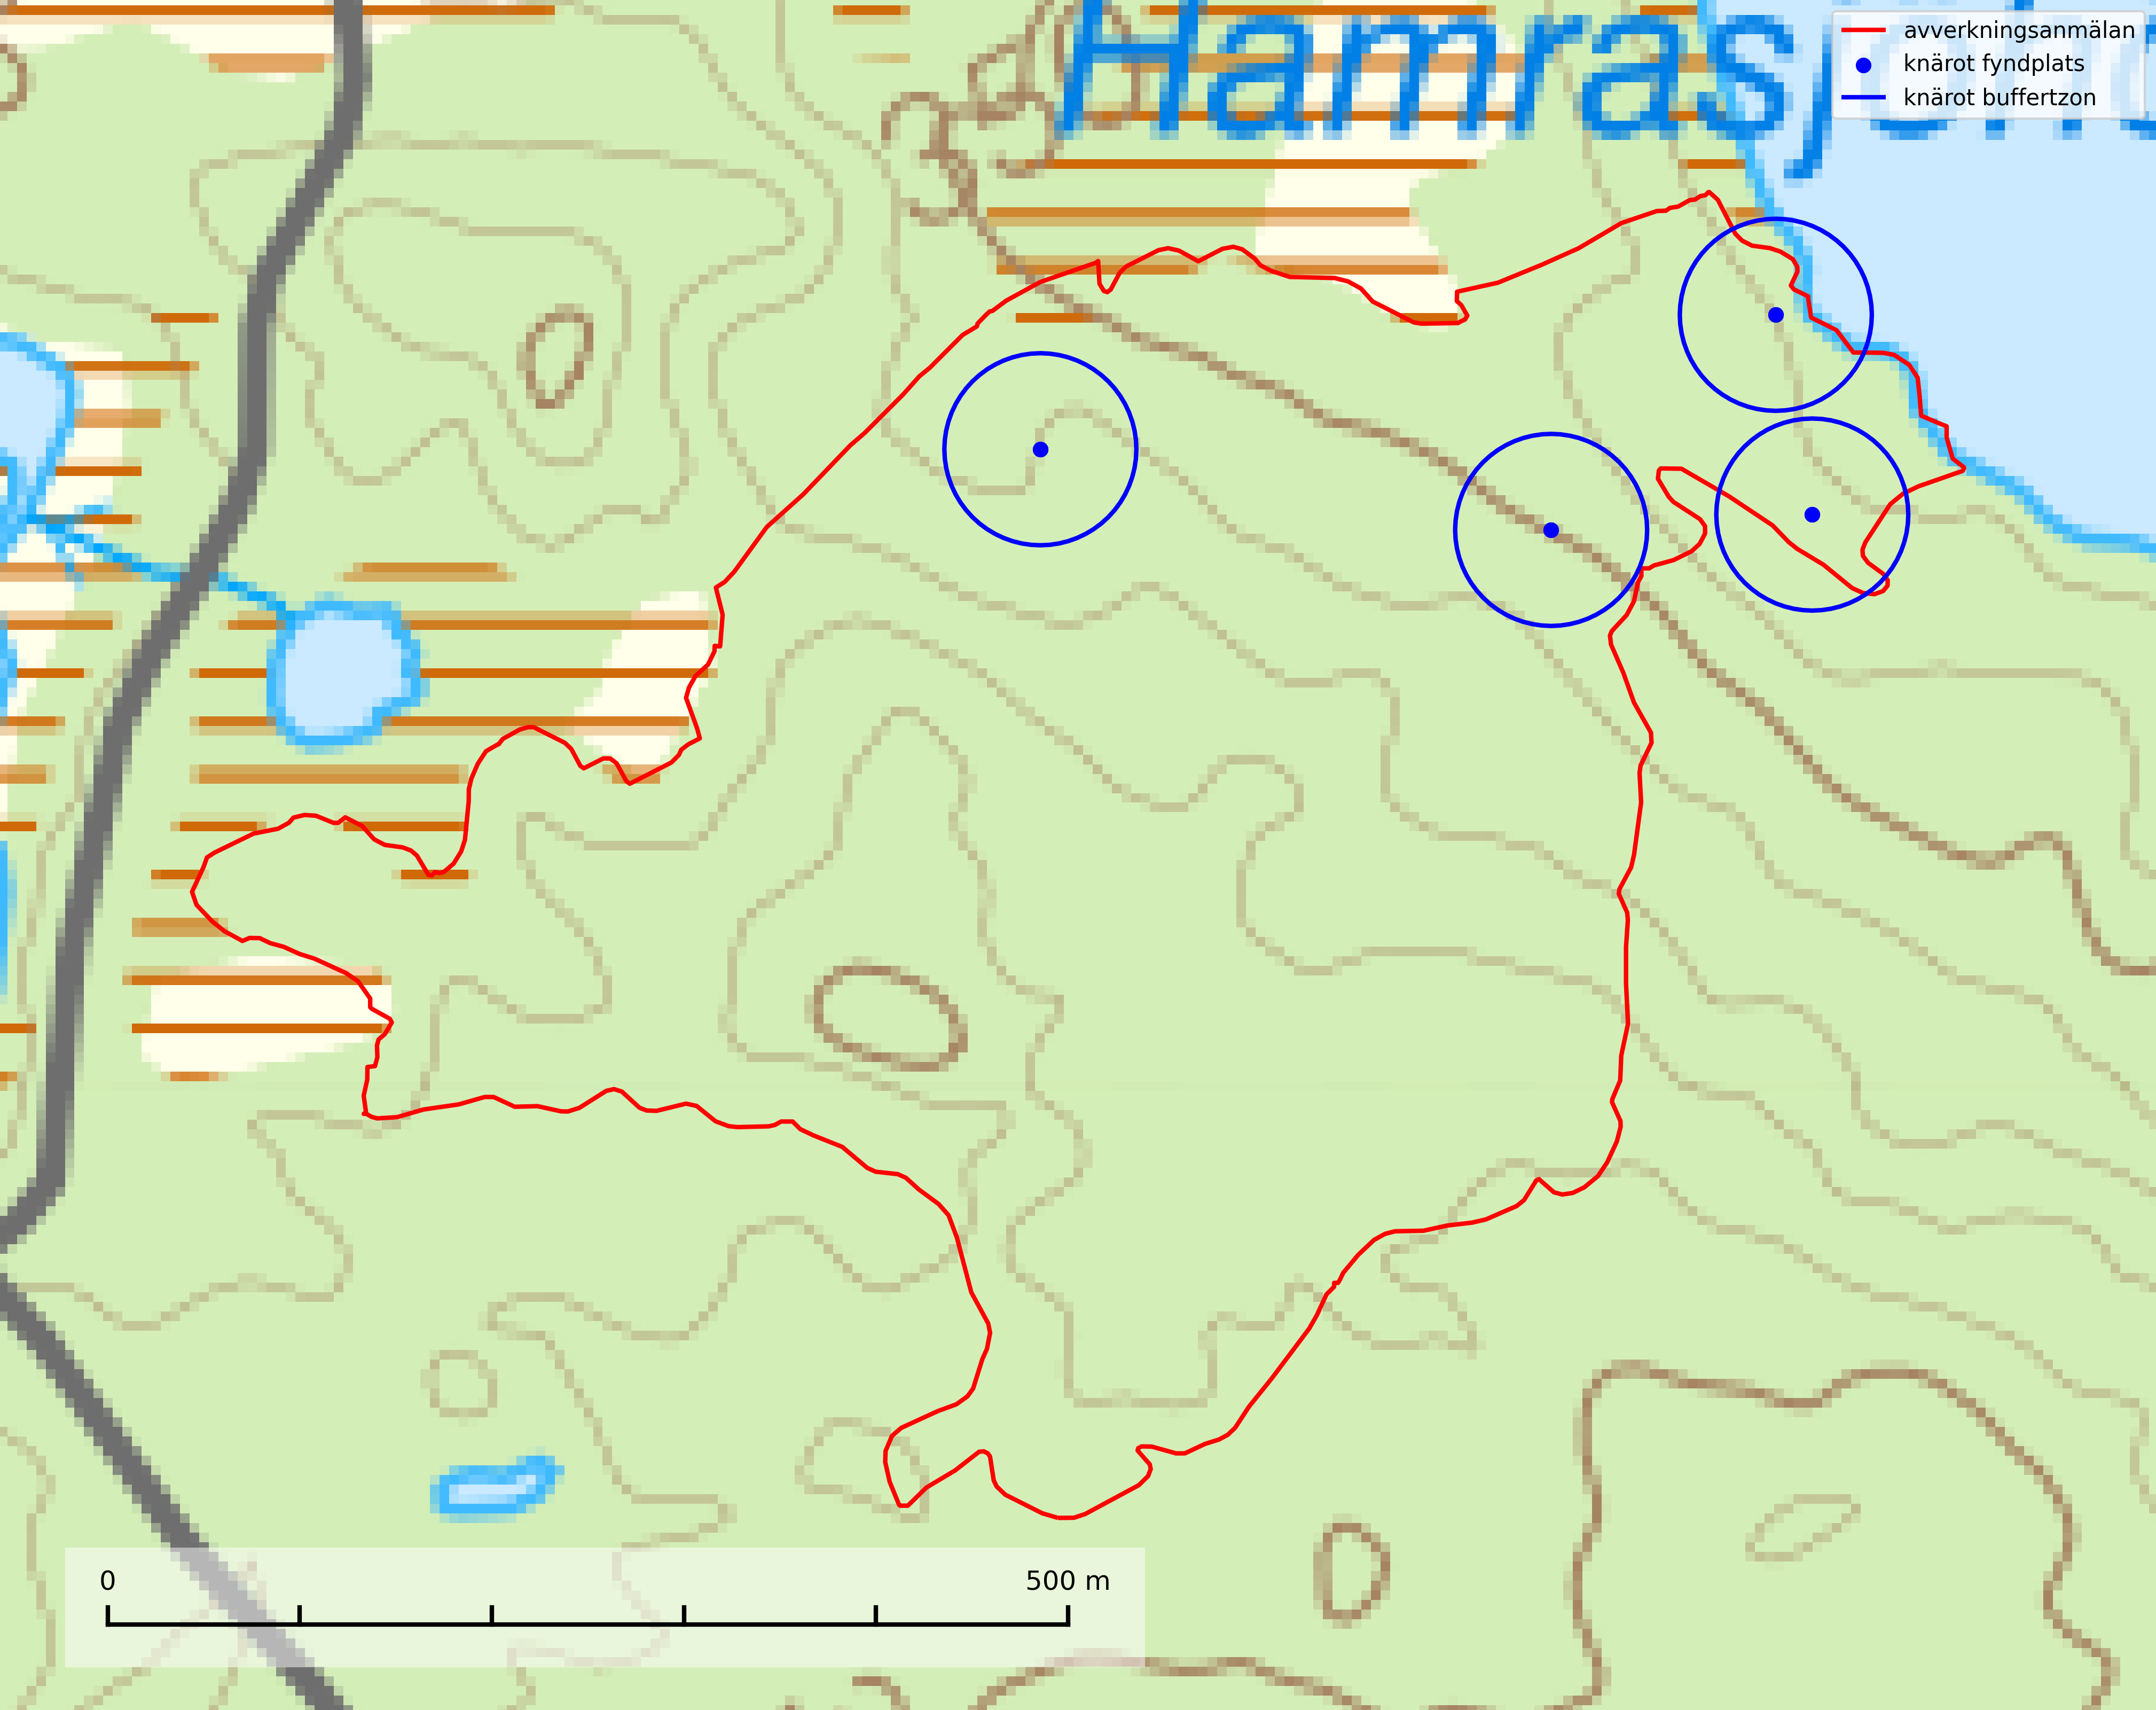 Hamrasjön
avverkningsanmälan
knärot fyndplats
knärot buffertzon
0 500 m